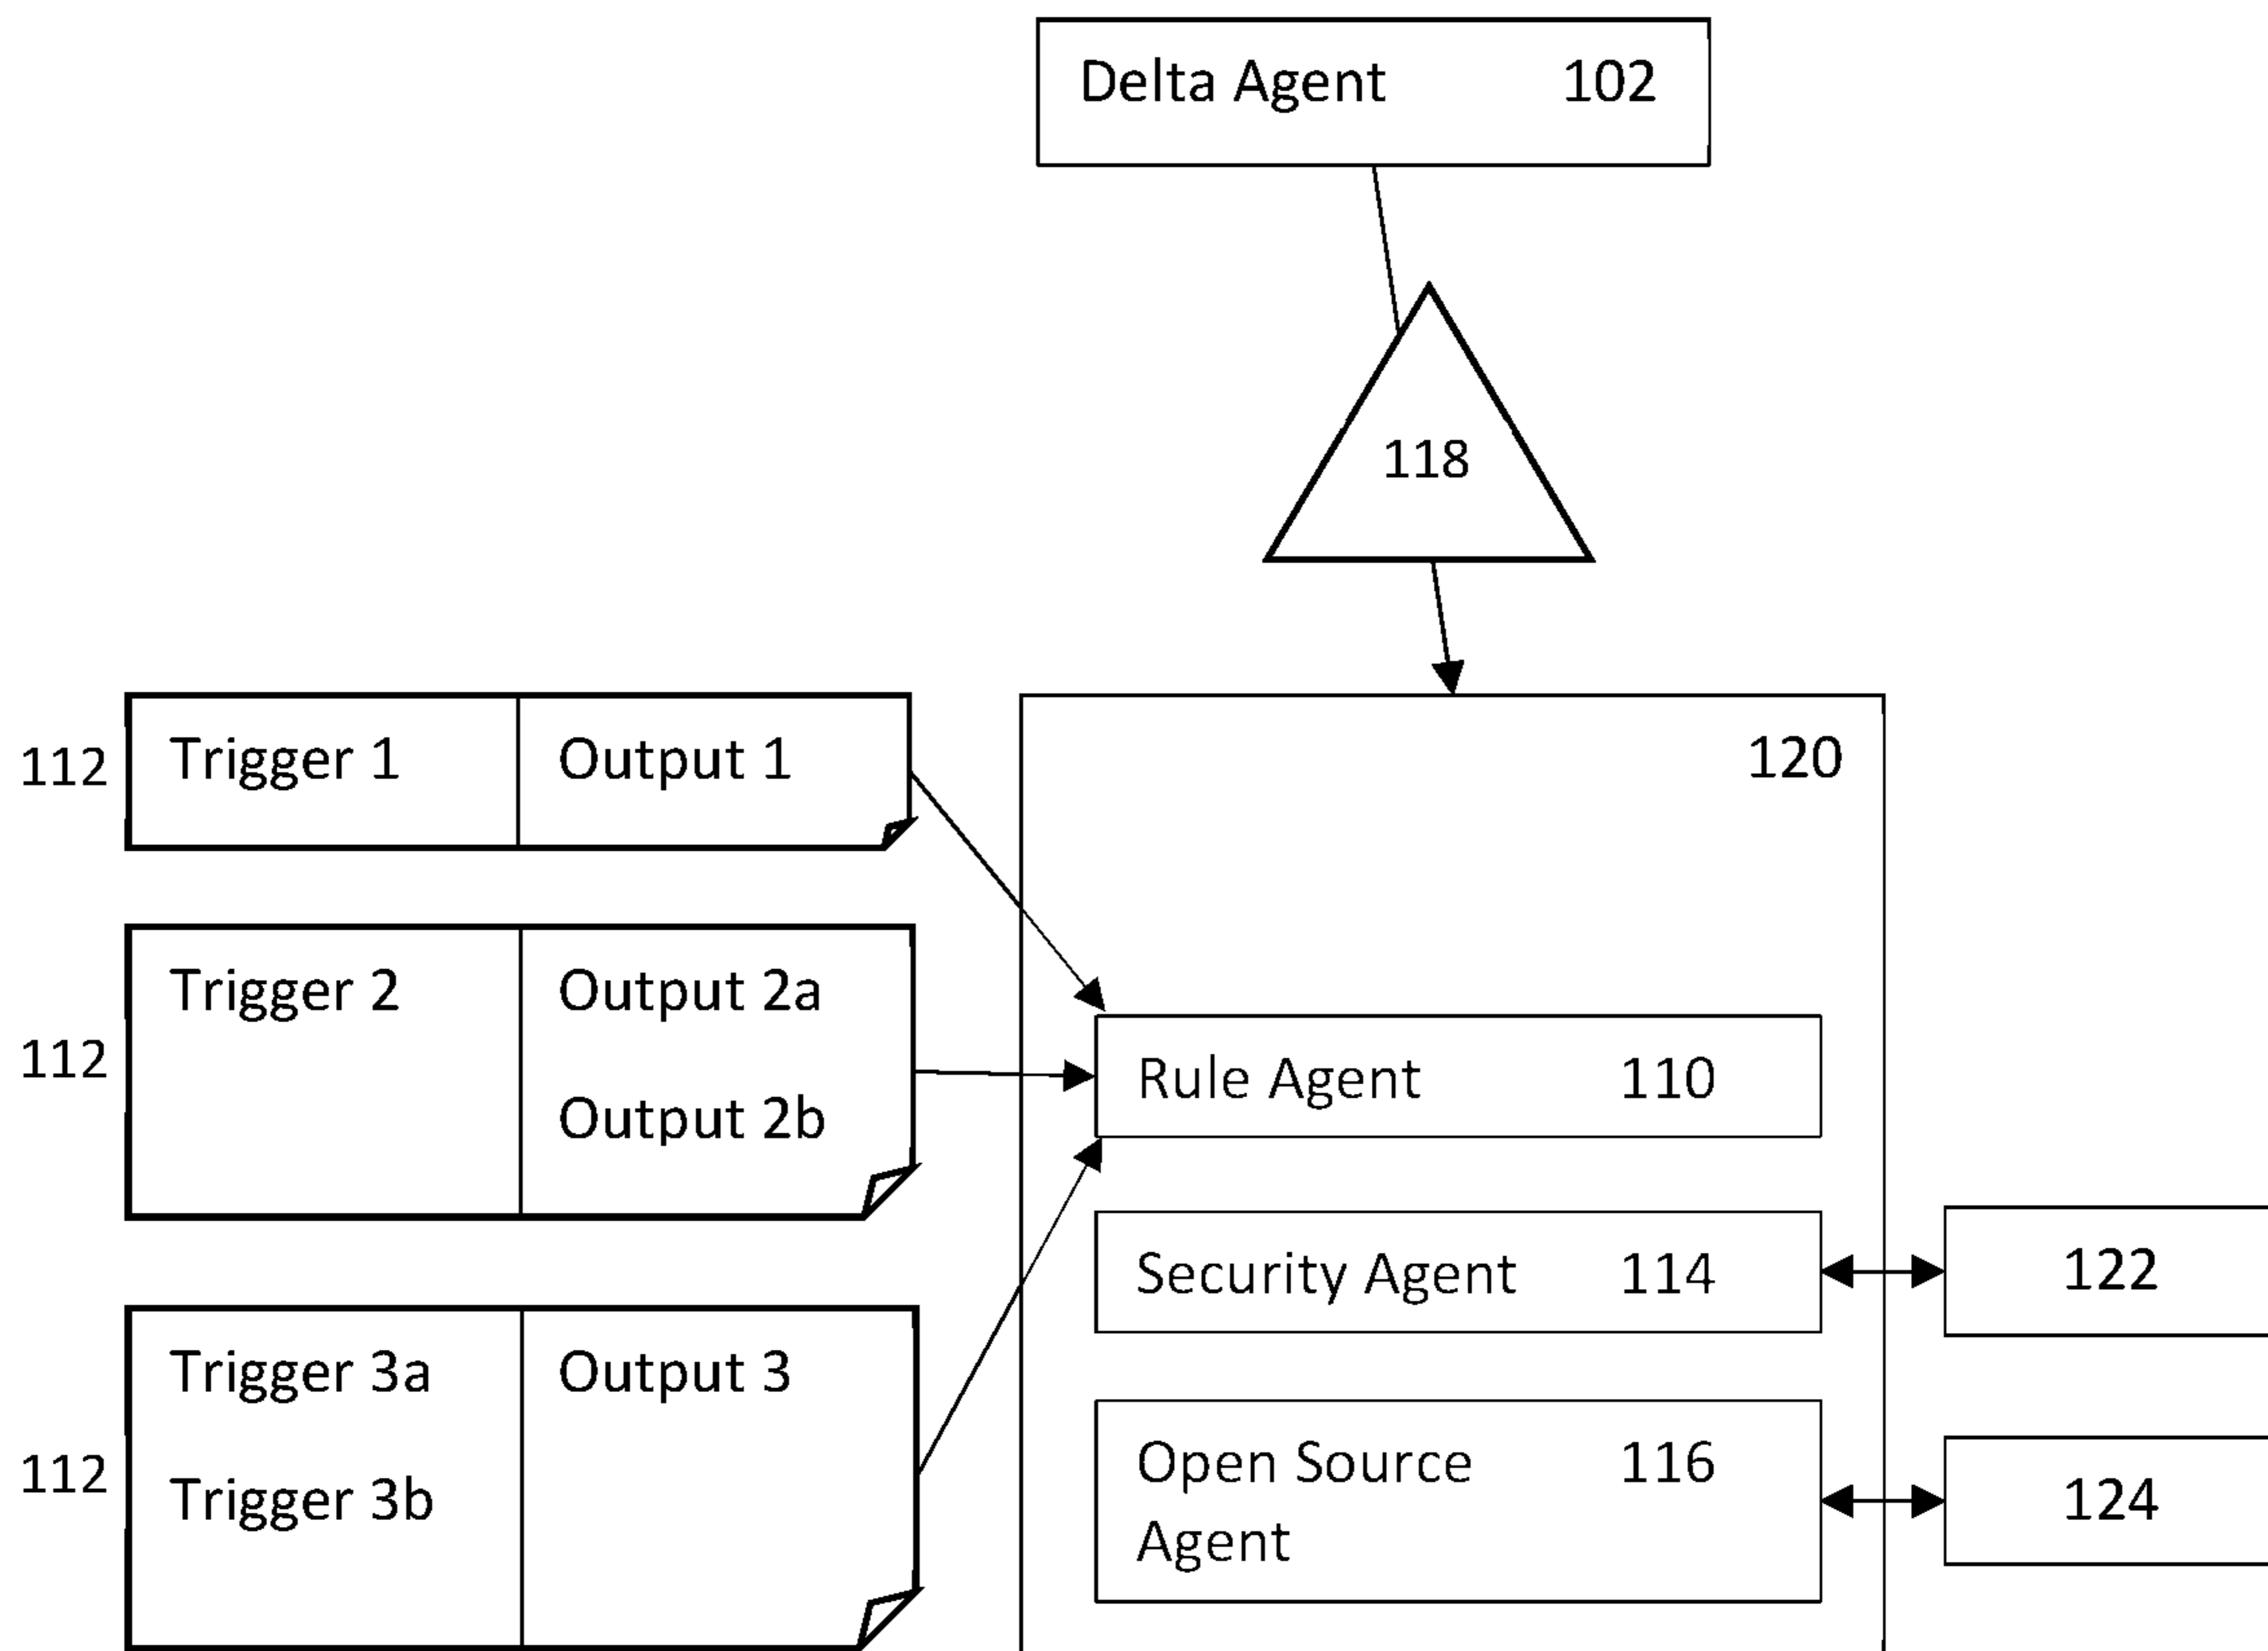 Delta Agent 102
118
120
112 Trigger 1 Output 1
112 Trigger 2 Output 2a
Output 2b
112 Trigger 3a Output 3
Trigger 3b
Rule Agent 110
Security Agent 114
122
Open Source 116
Agent
124